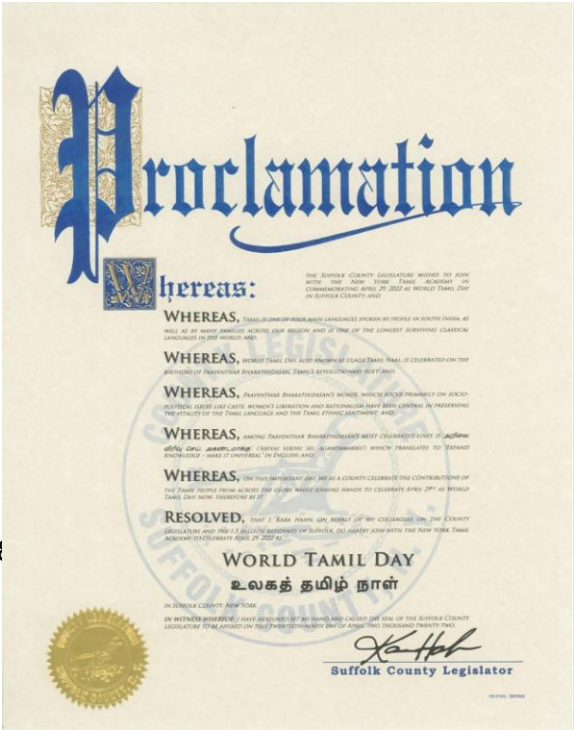 Proclamation
Whereas:
THE SUFFOLK COUNTY LEGISLATURE WISHES TO JOIN
WITH THE NEW YORK TAMIL ACADEMY IN
COMMEMORATING APRIL 29, 2022 AS WORLD TAMIL DAY
IN SUFFOLK COUNTY: AND,
WHEREAS, TAMIL IS ONE OF FOUR MAIN LANGUAGES SPOKEN BY PEOPLE IN SOUTH INDIA, AS
WELL AS BY MANY FAMILIES ACROSS OUR REGION AND IS ONE OF THE LONGEST SURVIVING CLASSICAL
LANGUAGES IN THE WORLD; AND,
WHEREAS, WORLD TAMIL DAY, ALSO KNOWN AS ULAGA TAMIL NAAL, IS CELEBRATED ON THE
BIRTHDAY OF PAAVENTHAR BHARATHIDASAN, TAMIL'S REVOLUTIONARY POET; AND,
WHEREAS, PAAVENTHAR BHARATHIDASAN'S WORDS, WHICH FOCUS PRIMARILY ON SOCIO-
POLITICAL ISSUES LIKE CASTE, WOMEN'S LIBERATION AND RATIONALISM HAVE BEEN CENTRAL IN PRESERVING
THE VITALITY OF THE TAMIL LANGUAGE AND THE TAMIL ETHNIC SENTIMENT; AND,
WHEREAS, AMONG PAAVENTHAR BHARATHIDASAN'S MOST CELEBRATED LINES IS அறிவை
விரிவு செய் அகண்டமாக்கு WHICH TRANSLATES TO "EXPAND
KNOWLEDGE – MAKE IT UNIVERSAL" IN ENGLISH; AND,
WHEREAS, ON THIS IMPORTANT DAY, WE AS A COUNTY CELEBRATE THE CONTRIBUTIONS OF
THE TAMIL PEOPLE FROM ACROSS THE GLOBE WHILST JOINING HANDS TO CELEBRATE APRIL 29TH AS WORLD
TAMIL DAY; NOW, THEREFORE BE IT
RESOLVED, THAT I, KARA HAHN, ON BEHALF OF MY COLLEAGUES ON THE COUNTY
LEGISLATURE AND THE 1.5 MILLION RESIDENTS OF SUFFOLK, DO HEREBY JOIN WITH THE NEW YORK TAMIL
ACADEMY TO CELEBRATE APRIL 29, 2022 AS
WORLD TAMIL DAY
உலகத் தமிழ் நாள்
IN SUFFOLK COUNTY, NEW YORK
IN WITNESS WHEREOF, I HAVE HEREUNTO SET MY HAND AND CAUSED THE SEAL OF THE SUFFOLK COUNTY
LEGISLATURE TO BE AFFIXED ON THIS TWENTY-NINTH DAY OF APRIL, TWO THOUSAND TWENTY-TWO.
Suffolk County Legislator